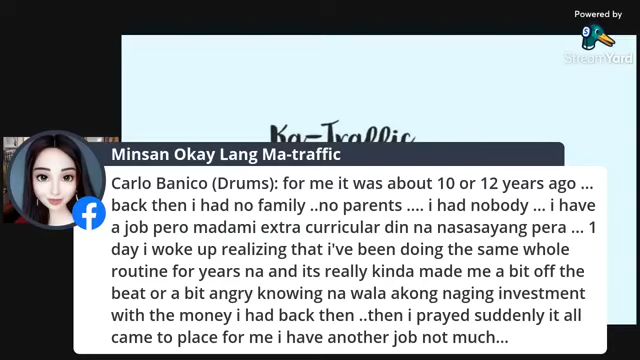 Powered by
StreamYard
Ka-Traffic
Minsan Okay Lang Ma-traffic
Carlo Banico (Drums): for me it was about 10 or 12 years ago ...
back then i had no family ..no parents .... i had nobody ... i have
a job pero madami extra curricular din na nasasayang pera ... 1
day i woke up realizing that i've been doing the same whole
routine for years na and its really kinda made me a bit off the
beat or a bit angry knowing na wala akong naging investment
with the money i had back then ..then i prayed suddenly it all
came to place for me i have another job not much...